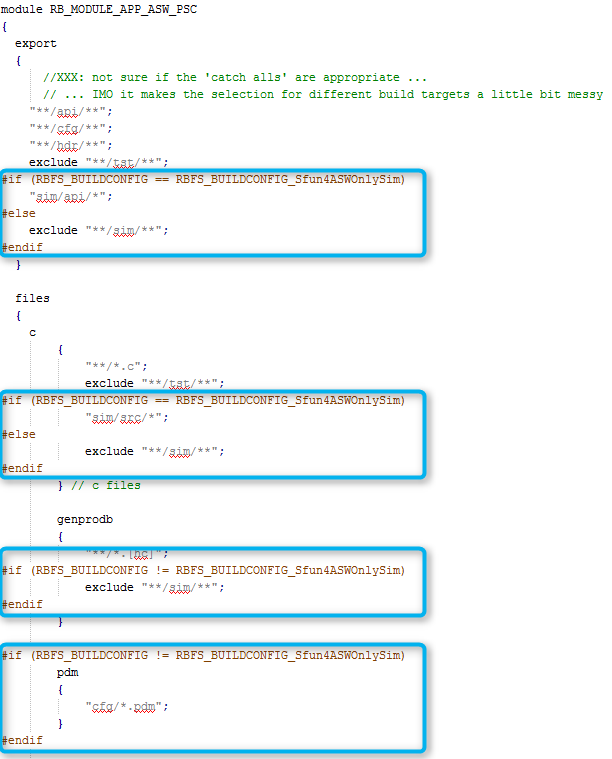 module RB_MODULE_APP_ASW_PSC
{
export
{
//XXX: not sure if the 'catch alls' are appropriate ...
// ... IMO it makes the selection for different build targets a little bit messy
"**/api/**";
"**/cfg/**";
"**/hdr/**";
exclude "**/tst/**";
#if (RBFS_BUILDCONFIG == RBFS_BUILDCONFIG_Sfun4ASWOnlySim)
"sim/api/*";
#else
exclude "**/sim/**";
#endif
}
files
{
c
{
"**/*.c";
exclude "**/tst/**";
#if (RBFS_BUILDCONFIG == RBFS_BUILDCONFIG_Sfun4ASWOnlySim)
"sim/src/*";
#else
exclude "**/sim/**";
#endif
} // c files
genprodb
{
"**/*.[hc]";
#if (RBFS_BUILDCONFIG != RBFS_BUILDCONFIG_Sfun4ASWOnlySim)
exclude "**/sim/**";
#endif
}
#if (RBFS_BUILDCONFIG != RBFS_BUILDCONFIG_Sfun4ASWOnlySim)
pdm
{
"cfg/*.pdm";
}
#endif